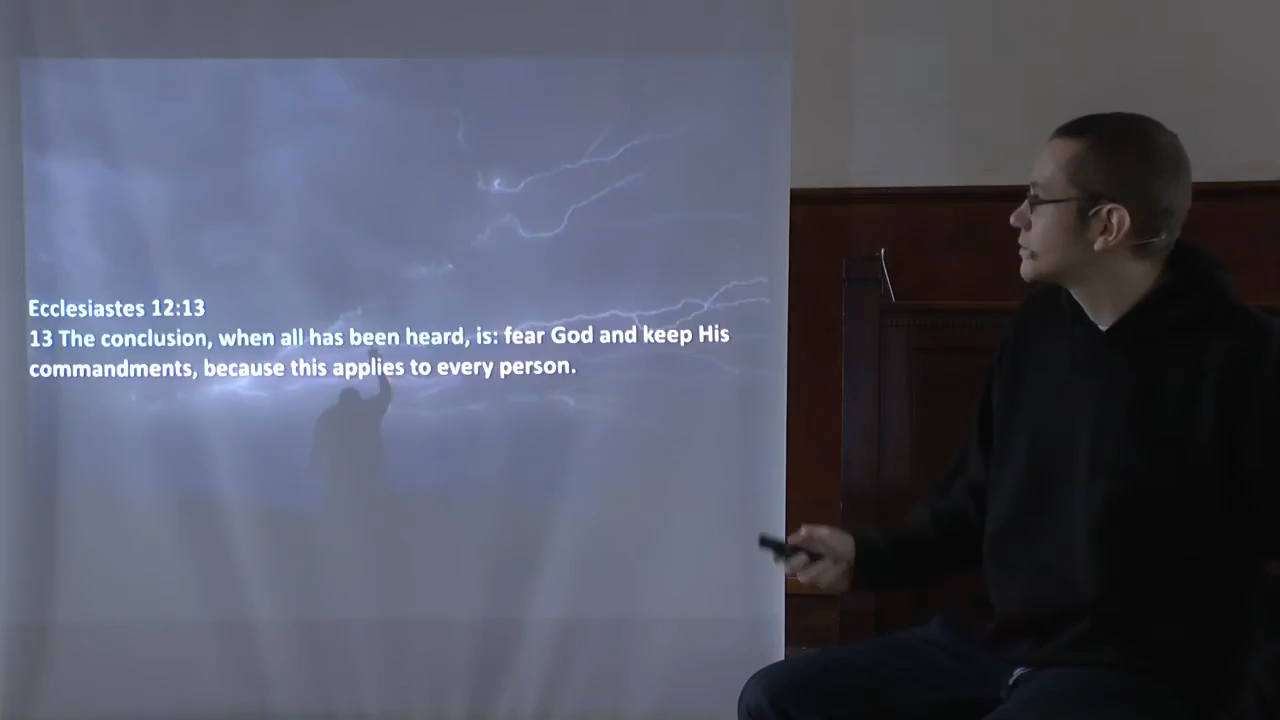 Ecclesiastes 12:13
13 The conclusion, when all has been heard, is: fear God and keep His
commandments, because this applies to every person.